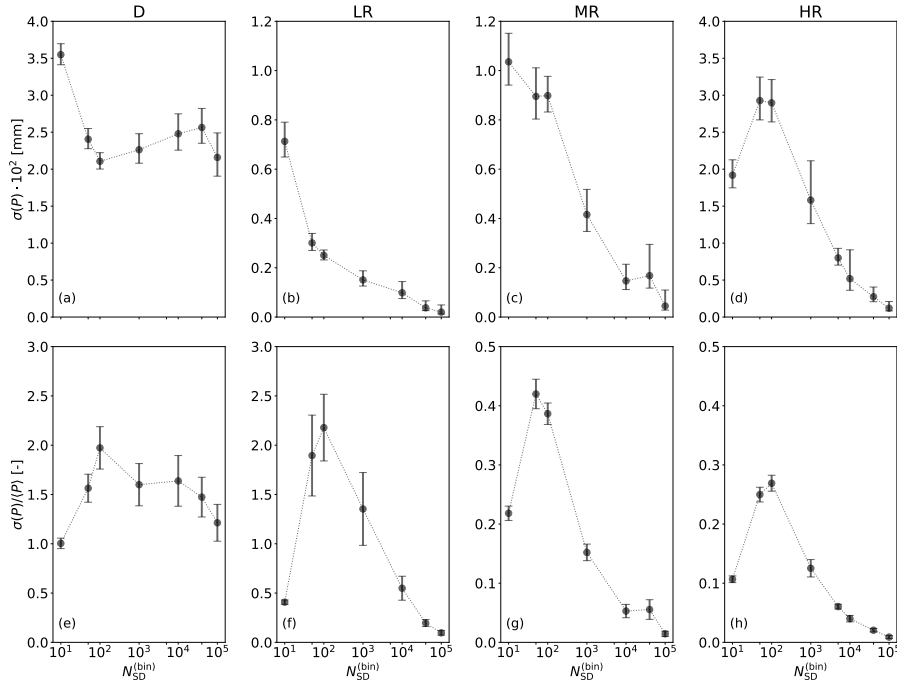 D LR MR HR
σ(P) · 10² [mm]
4.0 3.5 3.0 2.5 2.0 1.5 1.0 0.5 0.0
(a)
1.2 1.0 0.8 0.6 0.4 0.2 0.0
(b)
1.2 1.0 0.8 0.6 0.4 0.2 0.0
(c)
4.0 3.5 3.0 2.5 2.0 1.5 1.0 0.5 0.0
(d)
σ(P)/⟨P⟩ [-]
3.0 2.5 2.0 1.5 1.0 0.5 0.0
(e)
10¹ 10² 10³ 10⁴ 10⁵
N_SD^(bin)
3.0 2.5 2.0 1.5 1.0 0.5 0.0
(f)
10¹ 10² 10³ 10⁴ 10⁵
N_SD^(bin)
0.5 0.4 0.3 0.2 0.1 0.0
(g)
10¹ 10² 10³ 10⁴ 10⁵
N_SD^(bin)
0.5 0.4 0.3 0.2 0.1 0.0
(h)
10¹ 10² 10³ 10⁴ 10⁵
N_SD^(bin)